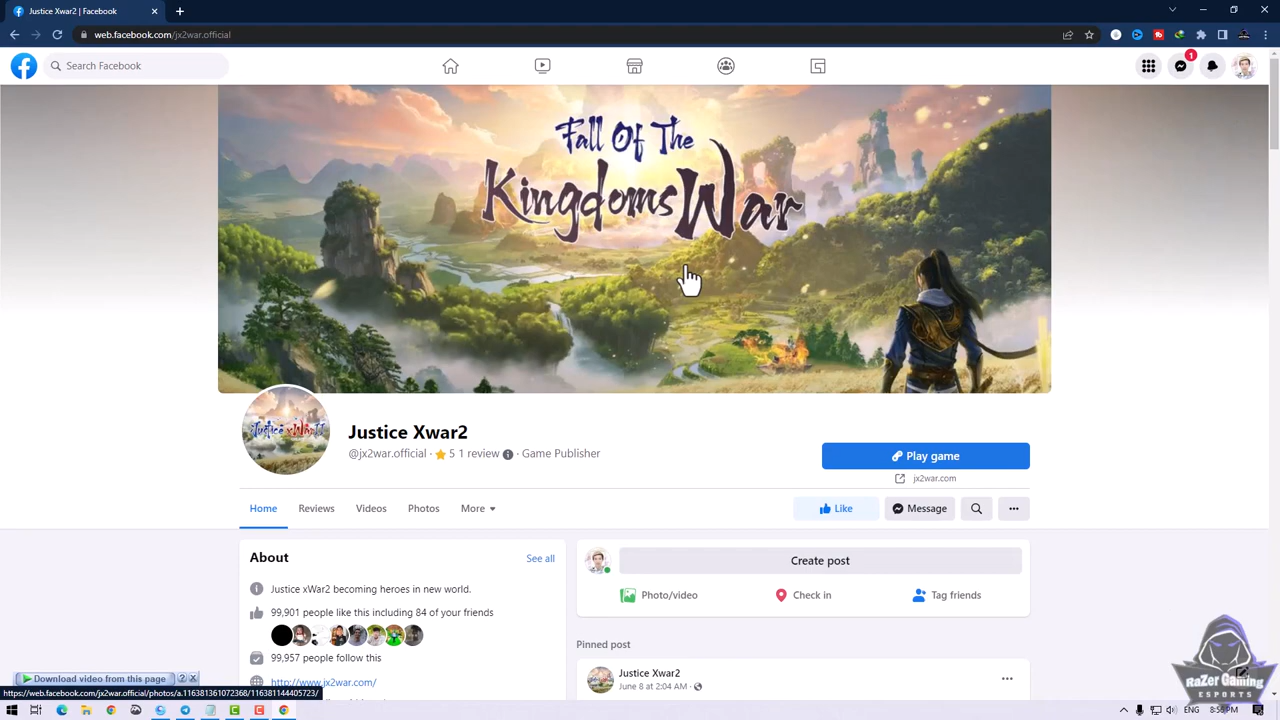 Justice Xwar2 | Facebook
web.facebook.com/jx2war.official
Search Facebook
1
Fall Of The
Kingdoms War
Justice xWar II
Justice Xwar2
@jx2war.official · 5 1 review · Game Publisher
Play game
jx2war.com
Home Reviews Videos Photos More
Like Message
About See all
Justice xWar2 becoming heroes in new world.
99,901 people like this including 84 of your friends
99,957 people follow this
http://www.jx2war.com/
Create post
Photo/video Check in Tag friends
Pinned post
Justice Xwar2
June 8 at 2:04 AM ·
Download video from this page
https://web.facebook.com/jx2war.official/photos/a.116381361072368/116381144405723/
RaZer Gaming
ESPORTS
ENG